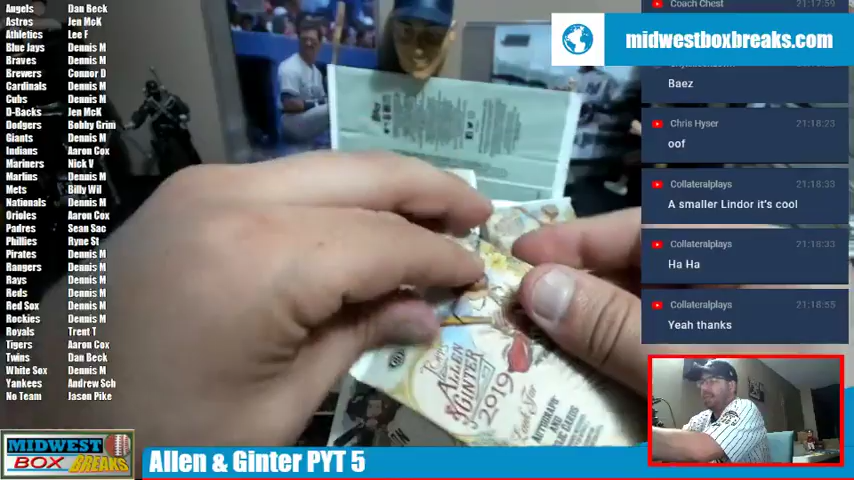 Angels Dan Beck
Astros Jen McK
Athletics Lee F
Blue Jays Dennis M
Braves Dennis M
Brewers Connor D
Cardinals Dennis M
Cubs Dennis M
D-Backs Jen McK
Dodgers Bobby Grim
Giants Dennis M
Indians Aaron Cox
Mariners Nick V
Marlins Dennis M
Mets Billy Wil
Nationals Dennis M
Orioles Aaron Cox
Padres Sean Sac
Phillies Ryne St
Pirates Dennis M
Rangers Dennis M
Rays Dennis M
Reds Dennis M
Red Sox Dennis M
Rockies Dennis M
Royals Trent T
Tigers Aaron Cox
Twins Dan Beck
White Sox Dennis M
Yankees Andrew Sch
No Team Jason Pike
midwestboxbreaks.com
Coach Chest 21:17:59
Baez
Chris Hyser 21:18:23
oof
Collateralplays 21:18:33
A smaller Lindor it's cool
Collateralplays 21:18:33
Ha Ha
Collateralplays 21:18:55
Yeah thanks
Topps
ALLEN
& GINTER
2019
Look For
AUTOGRAPH AND
CARDS
MIDWEST
BOX BREAKS
Allen & Ginter PYT 5